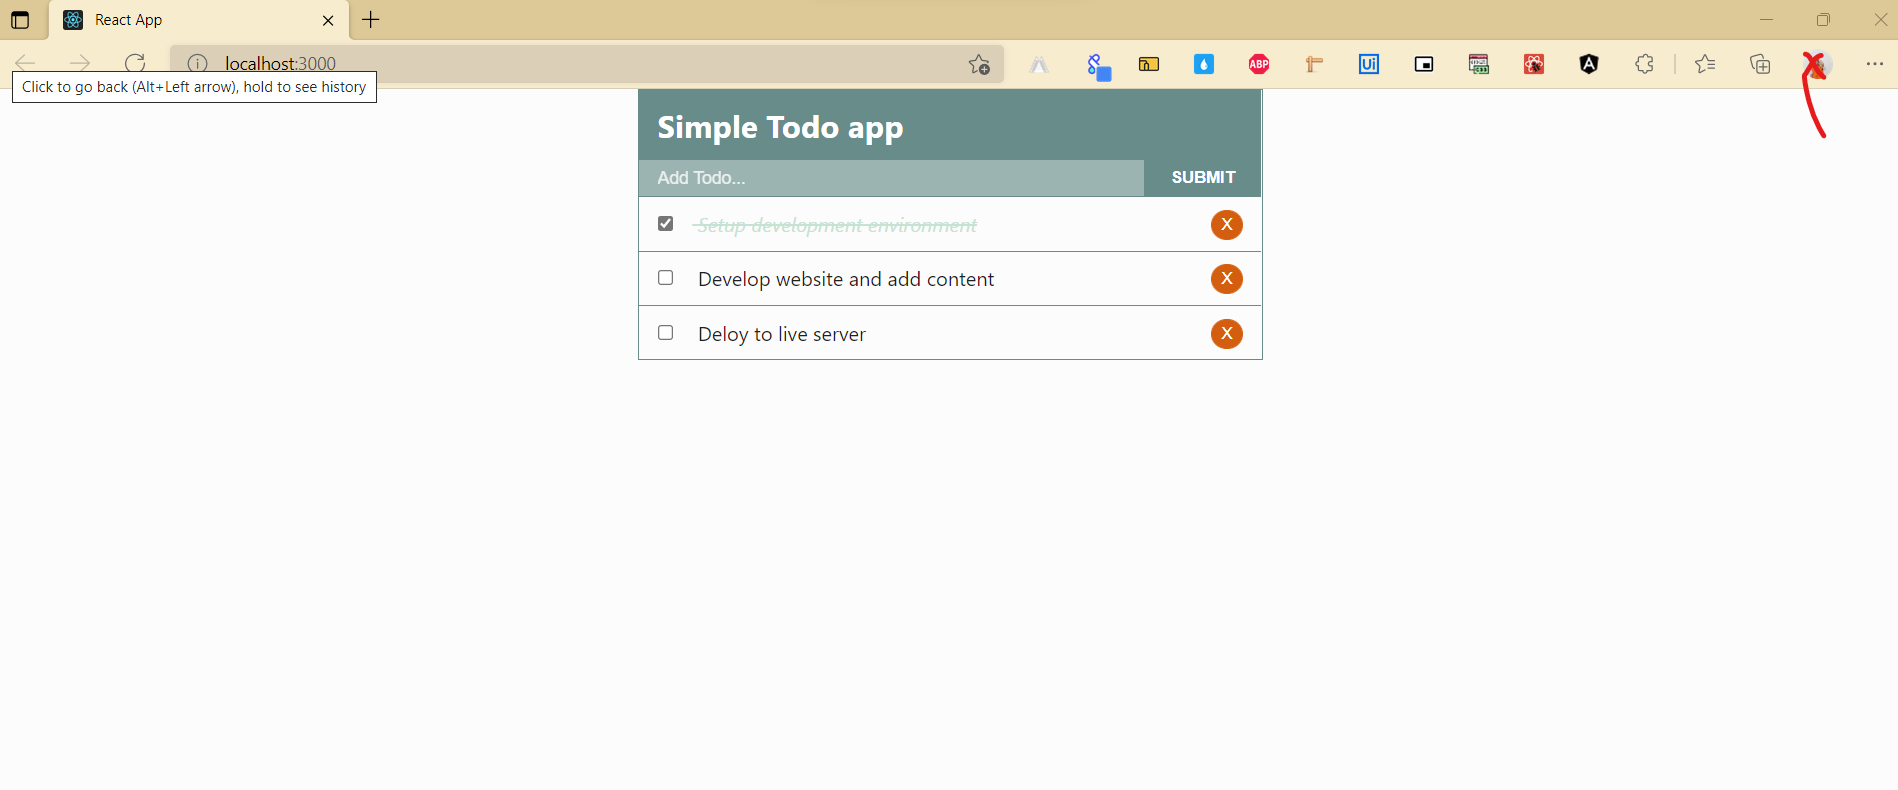 React App
localhost:3000
ABP
Ui
Click to go back (Alt+Left arrow), hold to see history
Simple Todo app
Add Todo...
SUBMIT
Setup development environment
X
Develop website and add content
X
Deloy to live server
X